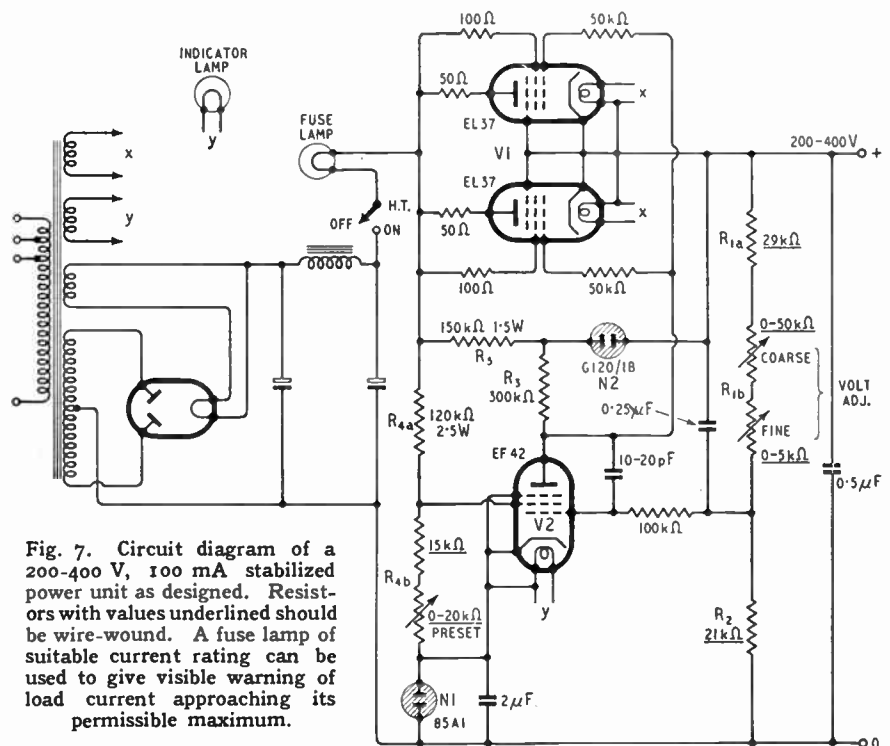 100Ω
50kΩ
INDICATOR
LAMP
y
50Ω
EL37
x
FUSE
LAMP
V1
200-400V
+
x
EL37
H.T.
OFF
ON
50Ω
x
y
R1a
29kΩ
100Ω
50kΩ
150kΩ 1·5W
R5
G120/1B
N2
0-50kΩ
COARSE
R1b
VOLT
ADJ.
R3
300kΩ
0·25μF
R4a
120kΩ
2·5W
FINE
0-5kΩ
EF42
10-20pF
0·5μF
V2
100kΩ
15kΩ
R4b
0-20kΩ
PRESET
y
R2
21kΩ
N1
85A1
2μF
0
Fig. 7. Circuit diagram of a
200-400 V, 100 mA stabilized
power unit as designed. Resist-
ors with values underlined should
be wire-wound. A fuse lamp of
suitable current rating can be
used to give visible warning of
load current approaching its
permissible maximum.